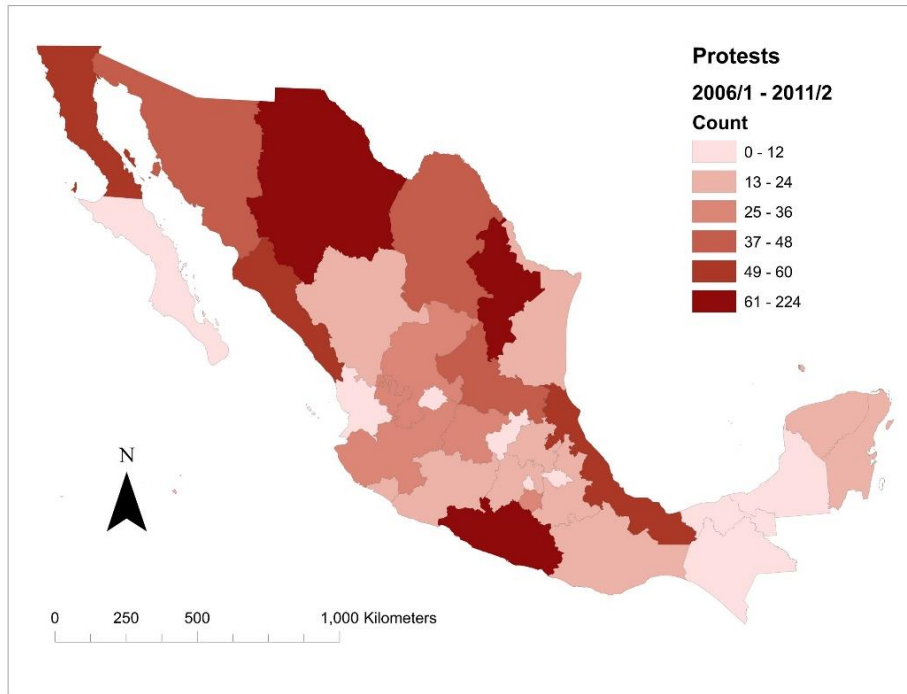 Protests
2006/1 - 2011/2
Count
0 - 12
13 - 24
25 - 36
37 - 48
49 - 60
61 - 224
N
0 250 500 1,000 Kilometers